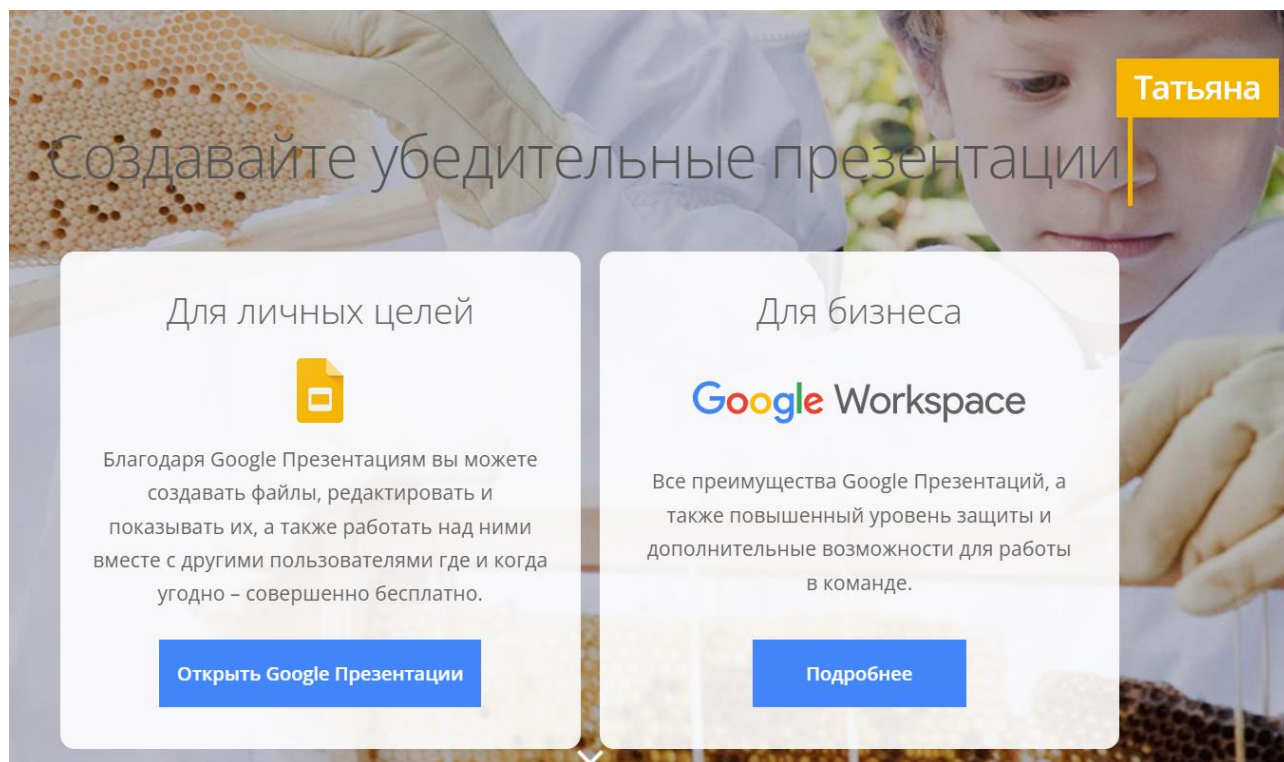 Татьяна
Создавайте убедительные презентации
Для личных целей
Благодаря Google Презентациям вы можете
создавать файлы, редактировать и
показывать их, а также работать над ними
вместе с другими пользователями где и когда
угодно – совершенно бесплатно.
Открыть Google Презентации
Для бизнеса
Google Workspace
Все преимущества Google Презентаций, а
также повышенный уровень защиты и
дополнительные возможности для работы
в команде.
Подробнее